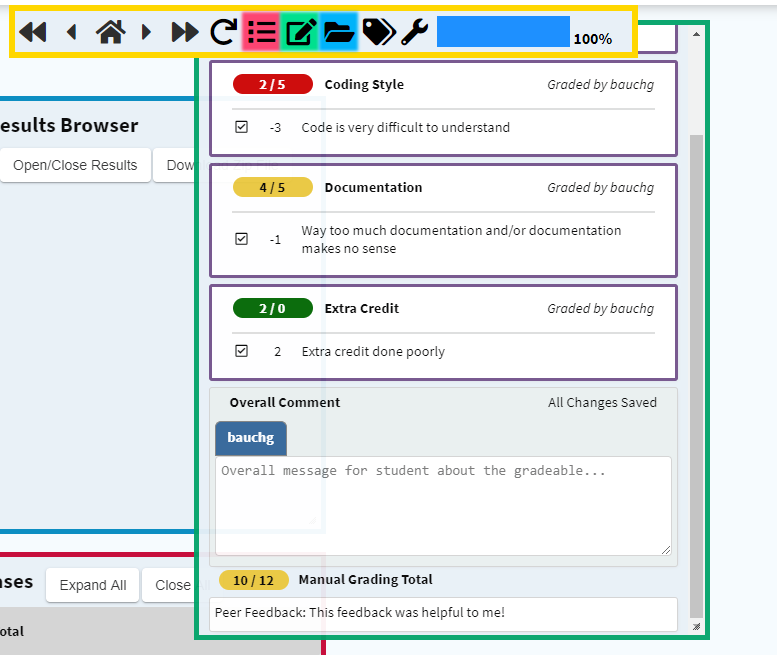 100%
esults Browser
Open/Close Results
Dow
2 / 5 Coding Style Graded by bauchg
-3 Code is very difficult to understand
4 / 5 Documentation Graded by bauchg
-1 Way too much documentation and/or documentation
makes no sense
2 / 0 Extra Credit Graded by bauchg
2 Extra credit done poorly
Overall Comment All Changes Saved
bauchg
Overall message for student about the gradeable...
10 / 12 Manual Grading Total
Peer Feedback: This feedback was helpful to me!
ases
Expand All
Close
otal